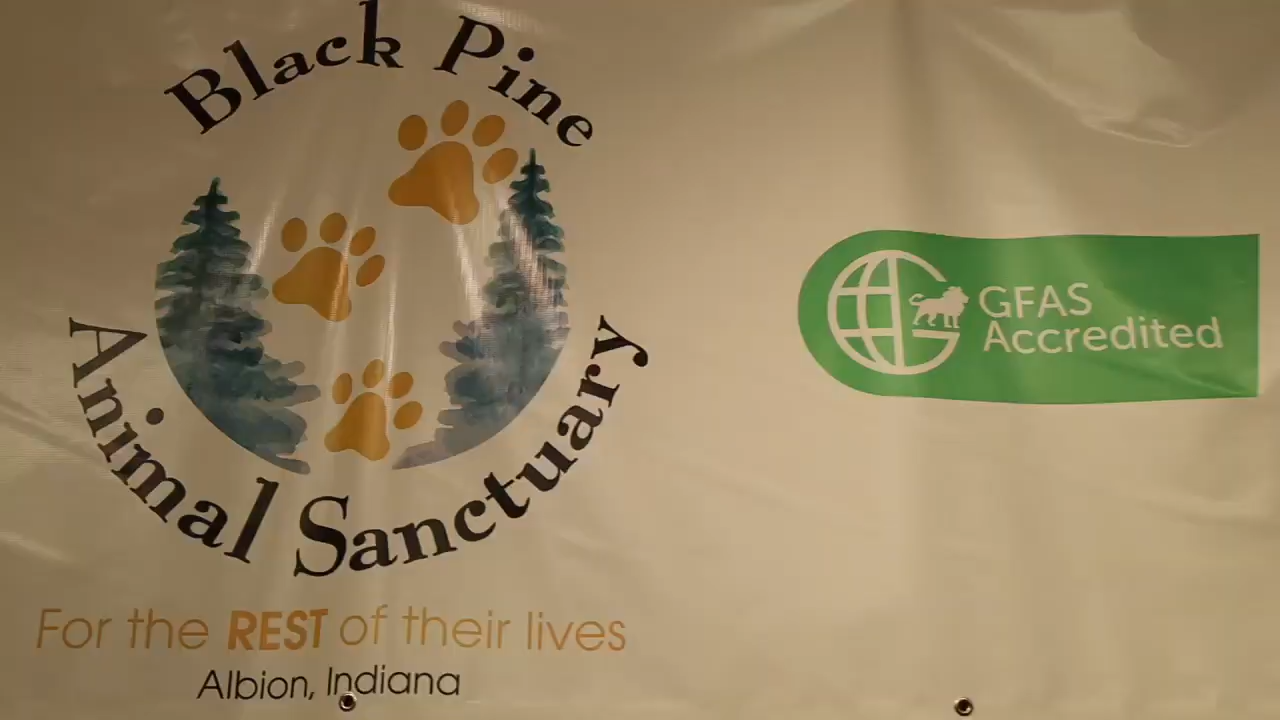 Black Pine
Animal Sanctuary
For the REST of their lives
Albion, Indiana
GFAS
Accredited